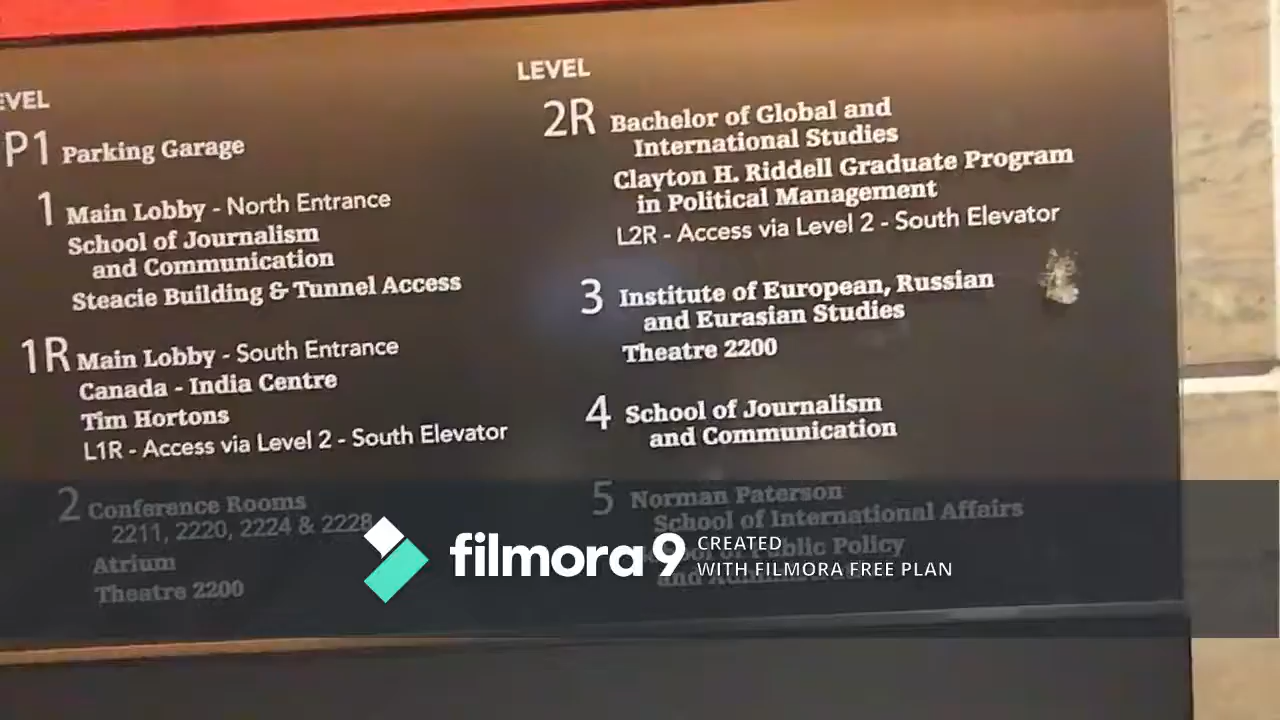 EVEL
P1 Parking Garage
1 Main Lobby - North Entrance
School of Journalism
and Communication
Steacie Building & Tunnel Access
1R Main Lobby - South Entrance
Canada - India Centre
Tim Hortons
L1R - Access via Level 2 - South Elevator
2 Conference Rooms
2211, 2220, 2224 & 2228
Atrium
Theatre 2200
LEVEL
2R Bachelor of Global and
International Studies
Clayton H. Riddell Graduate Program
in Political Management
L2R - Access via Level 2 - South Elevator
3 Institute of European, Russian
and Eurasian Studies
Theatre 2200
4 School of Journalism
and Communication
5 Norman Paterson
School of International Affairs
School of Public Policy
and
filmora9
CREATED
WITH FILMORA FREE PLAN